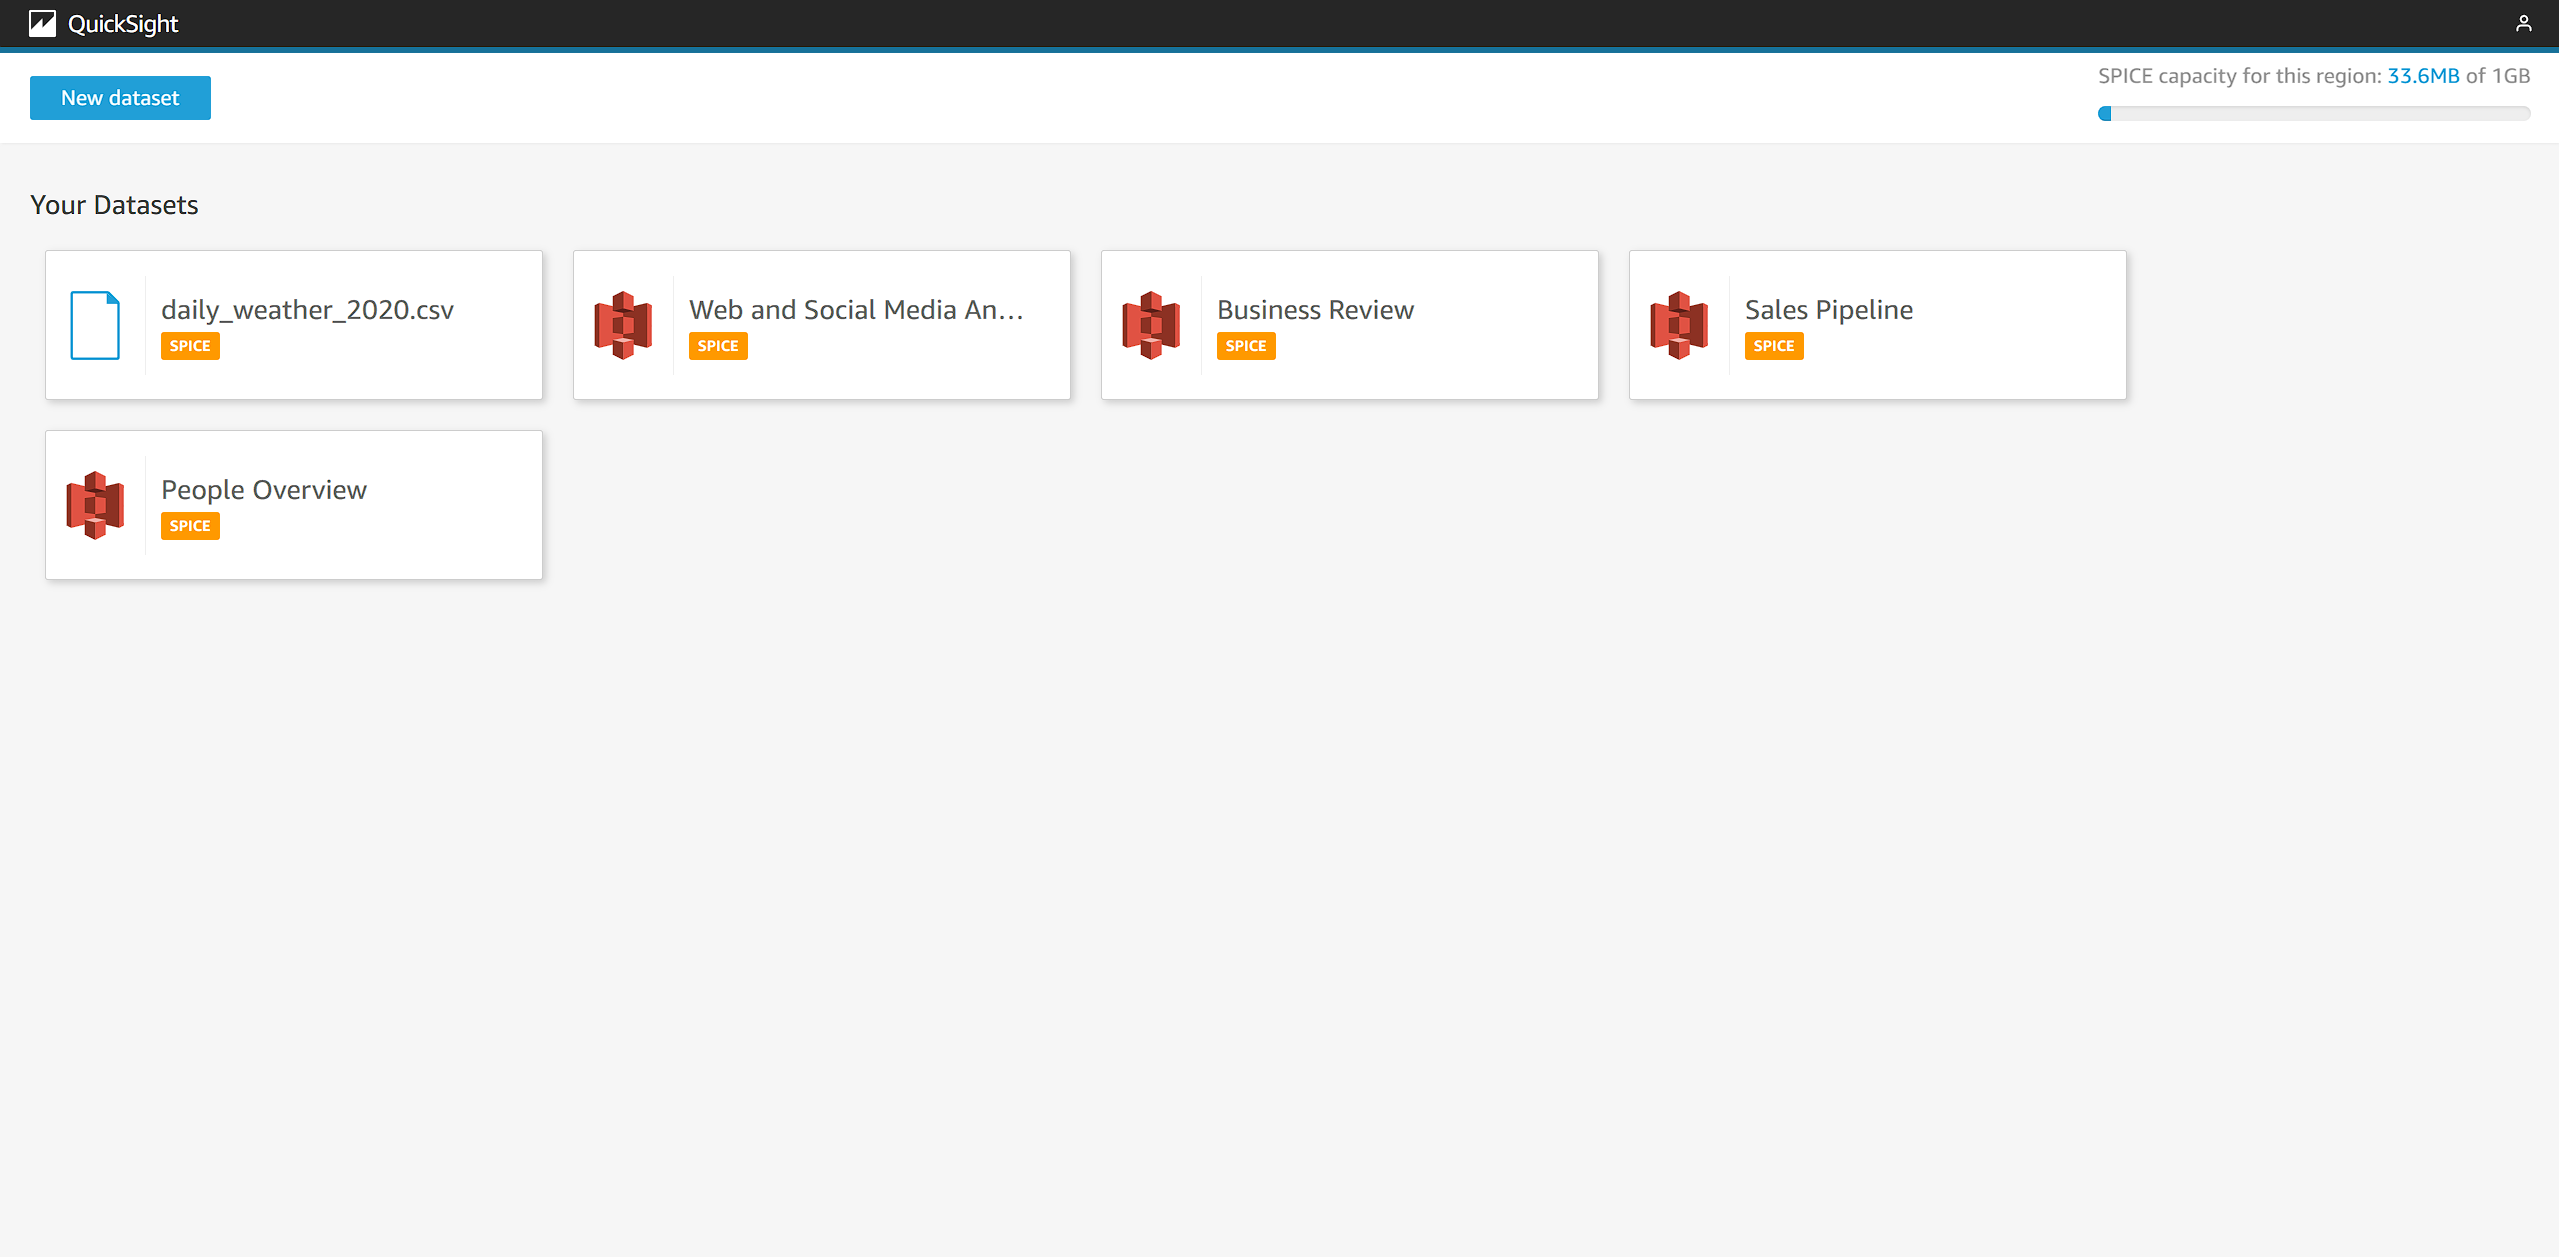 QuickSight
New dataset
SPICE capacity for this region: 33.6MB of 1GB
Your Datasets
daily_weather_2020.csv
SPICE
Web and Social Media An...
SPICE
Business Review
SPICE
Sales Pipeline
SPICE
People Overview
SPICE